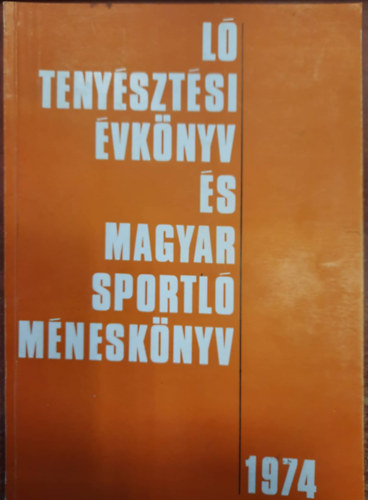 LÓ
TENYÉSZTÉSI
ÉVKÖNYV
ÉS
MAGYAR
SPORTLÓ
MÉNESKÖNYV
1974